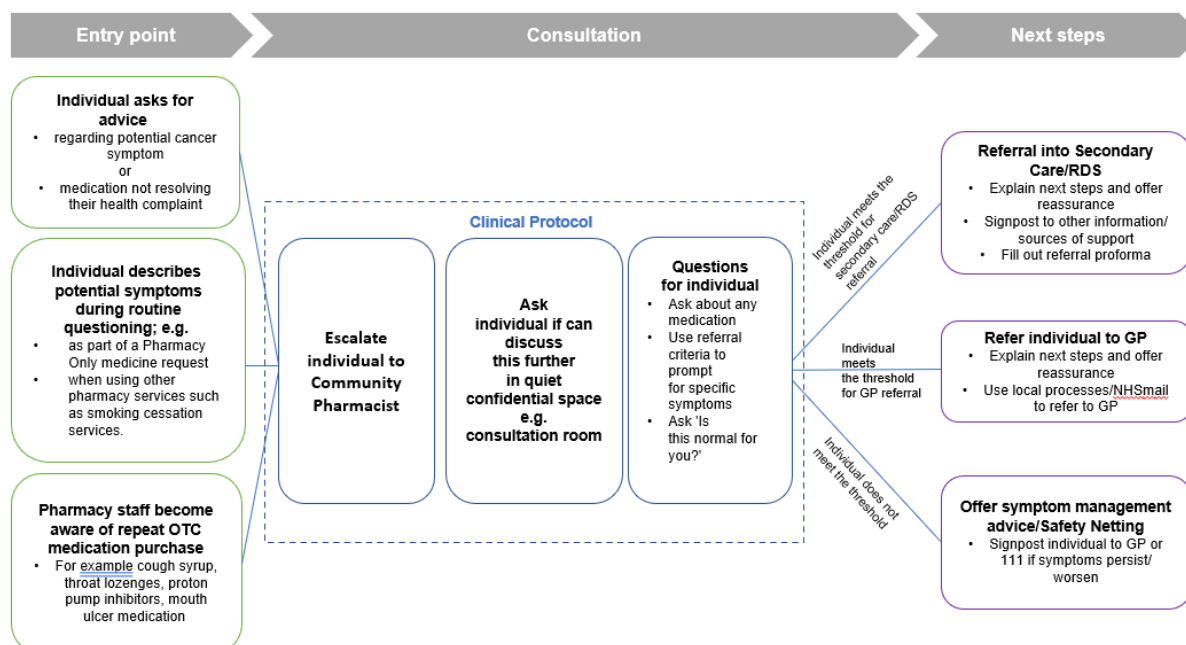 Entry point
Consultation
Next steps
Individual asks for
advice
• regarding potential cancer
symptom
or
• medication not resolving
their health complaint
Individual describes
potential symptoms
during routine
questioning; e.g.
• as part of a Pharmacy
Only medicine request
• when using other
pharmacy services such
as smoking cessation
services.
Pharmacy staff become
aware of repeat OTC
medication purchase
• For example cough syrup,
throat lozenges, proton
pump inhibitors, mouth
ulcer medication
Clinical Protocol
Escalate
individual to
Community
Pharmacist
Ask
individual if can
discuss
this further
in quiet
confidential space
e.g.
consultation room
Questions
for individual
• Ask about any
medication
• Use referral
criteria to
prompt
for specific
symptoms
• Ask 'Is
this normal for
you?'
Individual meets the
threshold for
secondary care/RDS
referral
Individual
meets
the threshold
for GP referral
Individual does not
meet the threshold
Referral into Secondary
Care/RDS
• Explain next steps and offer
reassurance
• Signpost to other information/
sources of support
• Fill out referral proforma
Refer individual to GP
• Explain next steps and offer
reassurance
• Use local processes/NHSmail
to refer to GP
Offer symptom management
advice/Safety Netting
• Signpost individual to GP or
111 if symptoms persist/
worsen